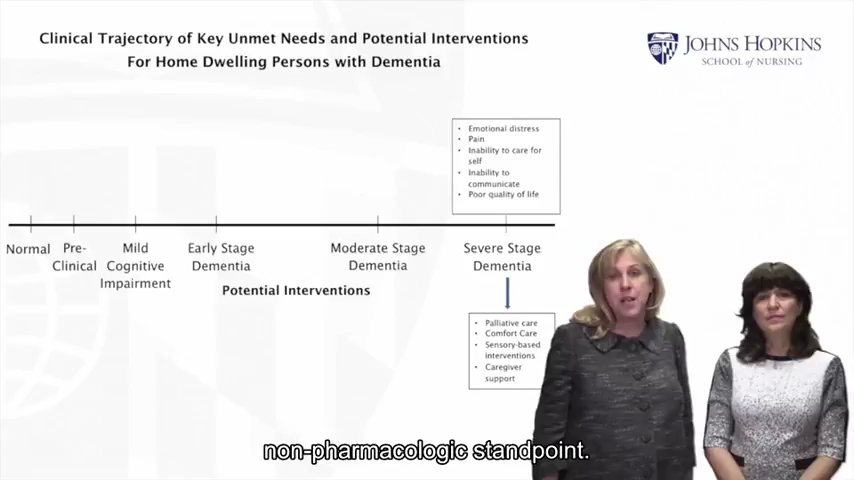 Clinical Trajectory of Key Unmet Needs and Potential Interventions
For Home Dwelling Persons with Dementia
JOHNS HOPKINS
SCHOOL of NURSING
• Emotional distress
• Pain
• Inability to care for
self
• Inability to
communicate
• Poor quality of life
Normal
Pre-
Clinical
Mild
Cognitive
Impairment
Early Stage
Dementia
Moderate Stage
Dementia
Severe Stage
Dementia
Potential Interventions
• Palliative care
• Comfort Care
• Sensory-based
interventions
• Caregiver
support
non-pharmacologic standpoint.